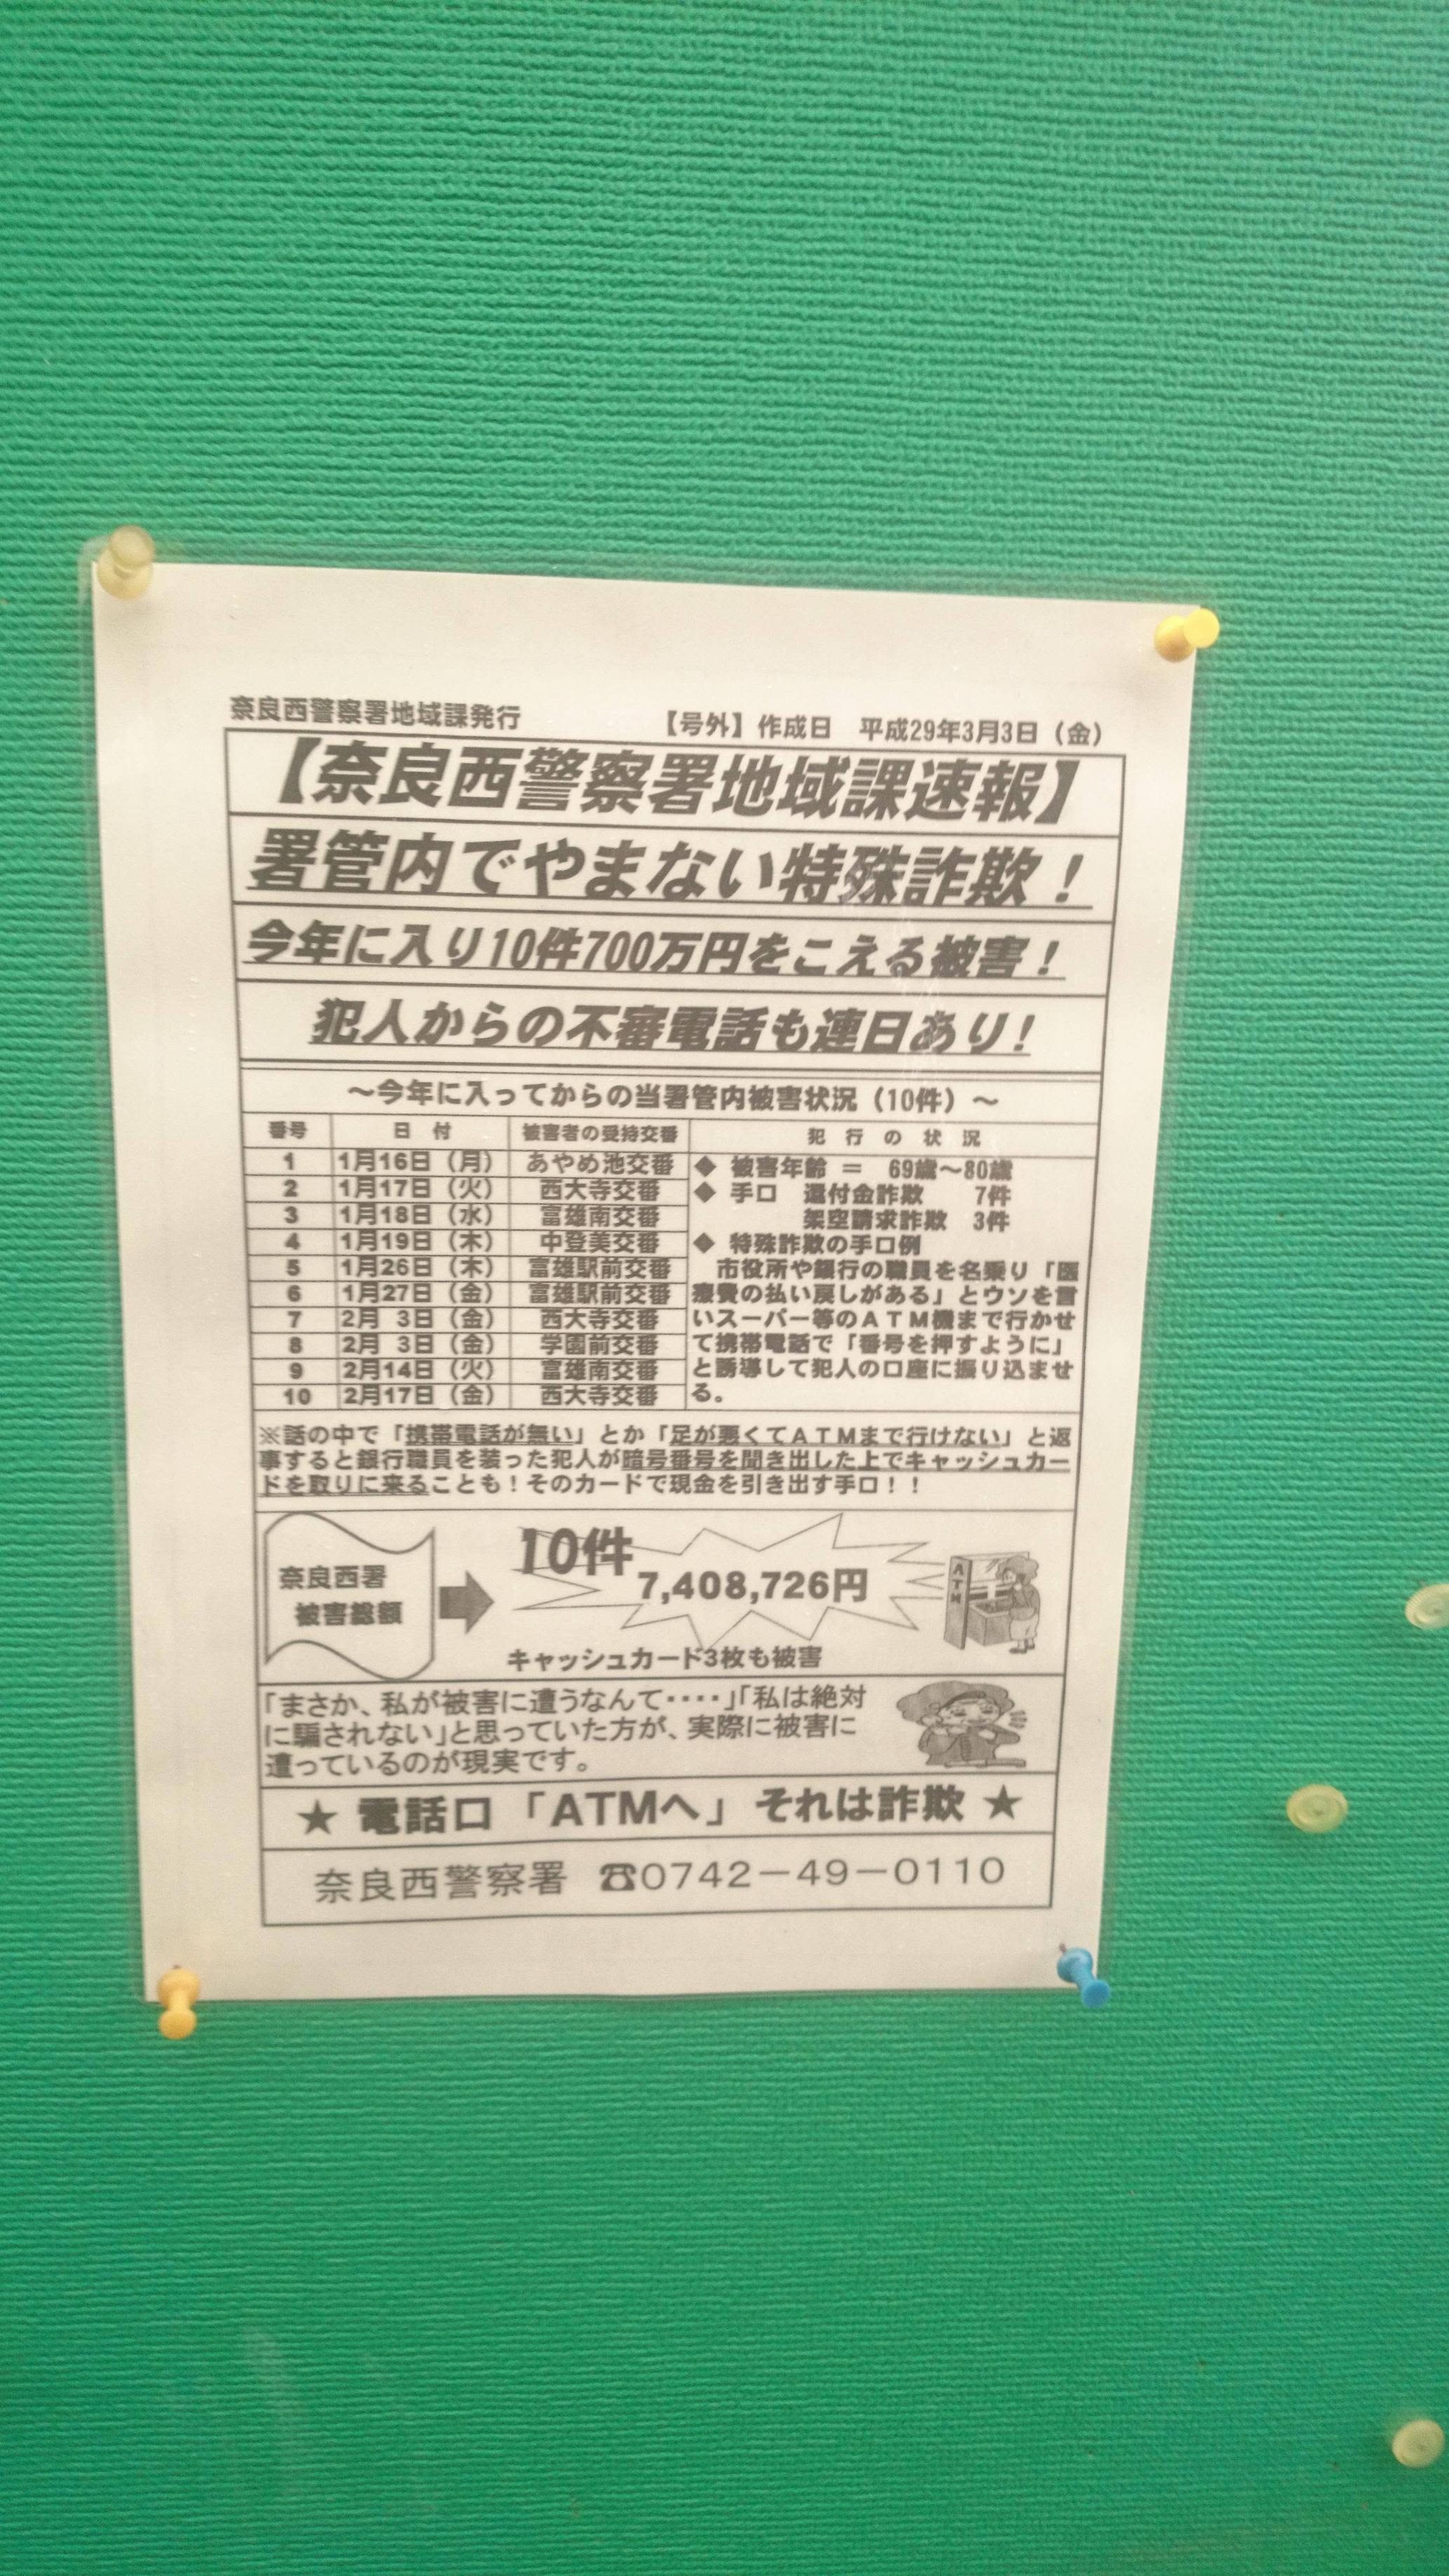 奈良西警察署地域課発行 【号外】作成日 平成29年3月3日（金）
【奈良西警察署地域課速報】
署管内でやまない特殊詐欺！
今年に入り10件700万円をこえる被害！
犯人からの不審電話も連日あり！
～今年に入ってからの当署管内被害状況（10件）～
番号 日 付 被害者の受持交番 犯 行 の 状 況
1 1月16日（月） あやめ池交番
2 1月17日（火） 西大寺交番
3 1月18日（水） 富雄南交番
4 1月19日（木） 中登美交番
5 1月26日（木） 富雄駅前交番
6 1月27日（金） 富雄駅前交番
7 2月 3日（金） 西大寺交番
8 2月 3日（金） 学園前交番
9 2月14日（火） 富雄南交番
10 2月17日（金） 西大寺交番
◆ 被害年齢 ＝ 69歳～80歳
◆ 手口 還付金詐欺 7件
架空請求詐欺 3件
◆ 特殊詐欺の手口例
市役所や銀行の職員を名乗り「医
療費の払い戻しがある」とウソを言
いスーパー等のＡＴＭ機まで行かせ
て携帯電話で「番号を押すように」
と誘導して犯人の口座に振り込ませ
る。
※話の中で「携帯電話が無い」とか「足が悪くてＡＴＭまで行けない」と返
事すると銀行職員を装った犯人が暗号番号を聞き出した上でキャッシュカー
ドを取りに来ることも！そのカードで現金を引き出す手口！！
奈良西署
被害総額
10件
7,408,726円
キャッシュカード3枚も被害
ATM
「まさか、私が被害に遭うなんて・・・・」「私は絶対
に騙されない」と思っていた方が、実際に被害に
遭っているのが現実です。
★ 電話口「ATMへ」それは詐欺 ★
奈良西警察署 ☎0742－49－0110